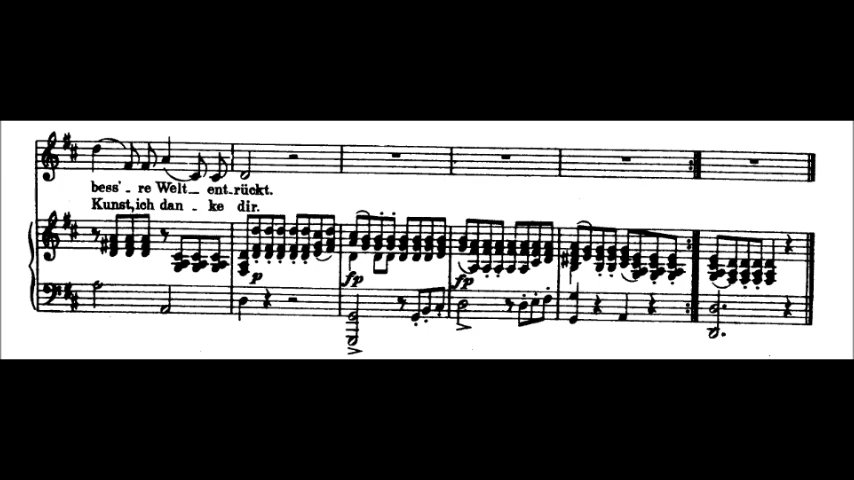 bess'-re Welt_ ent-rückt.
Kunst, ich dan-ke dir.
p fp fp